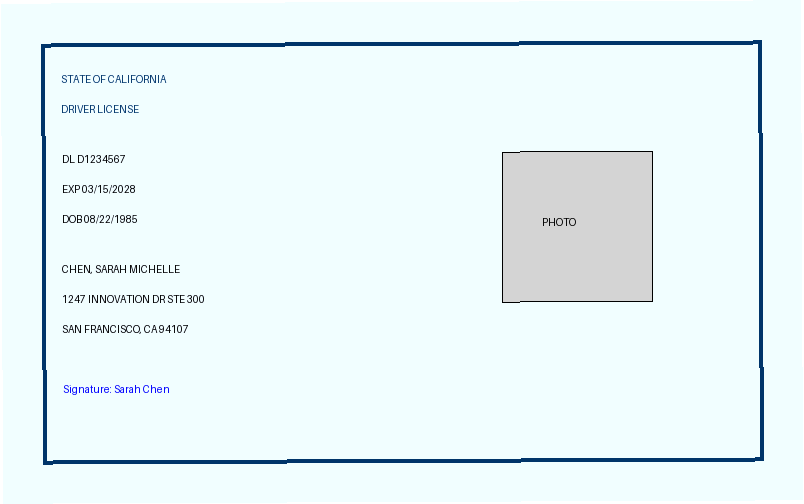 STATE OF CALIFORNIA
DRIVER LICENSE
DL D1234567
EXP 03/15/2028
DOB 08/22/1985
PHOTO
CHEN, SARAH MICHELLE
1247 INNOVATION DR STE 300
SAN FRANCISCO, CA 94107
Signature: Sarah Chen